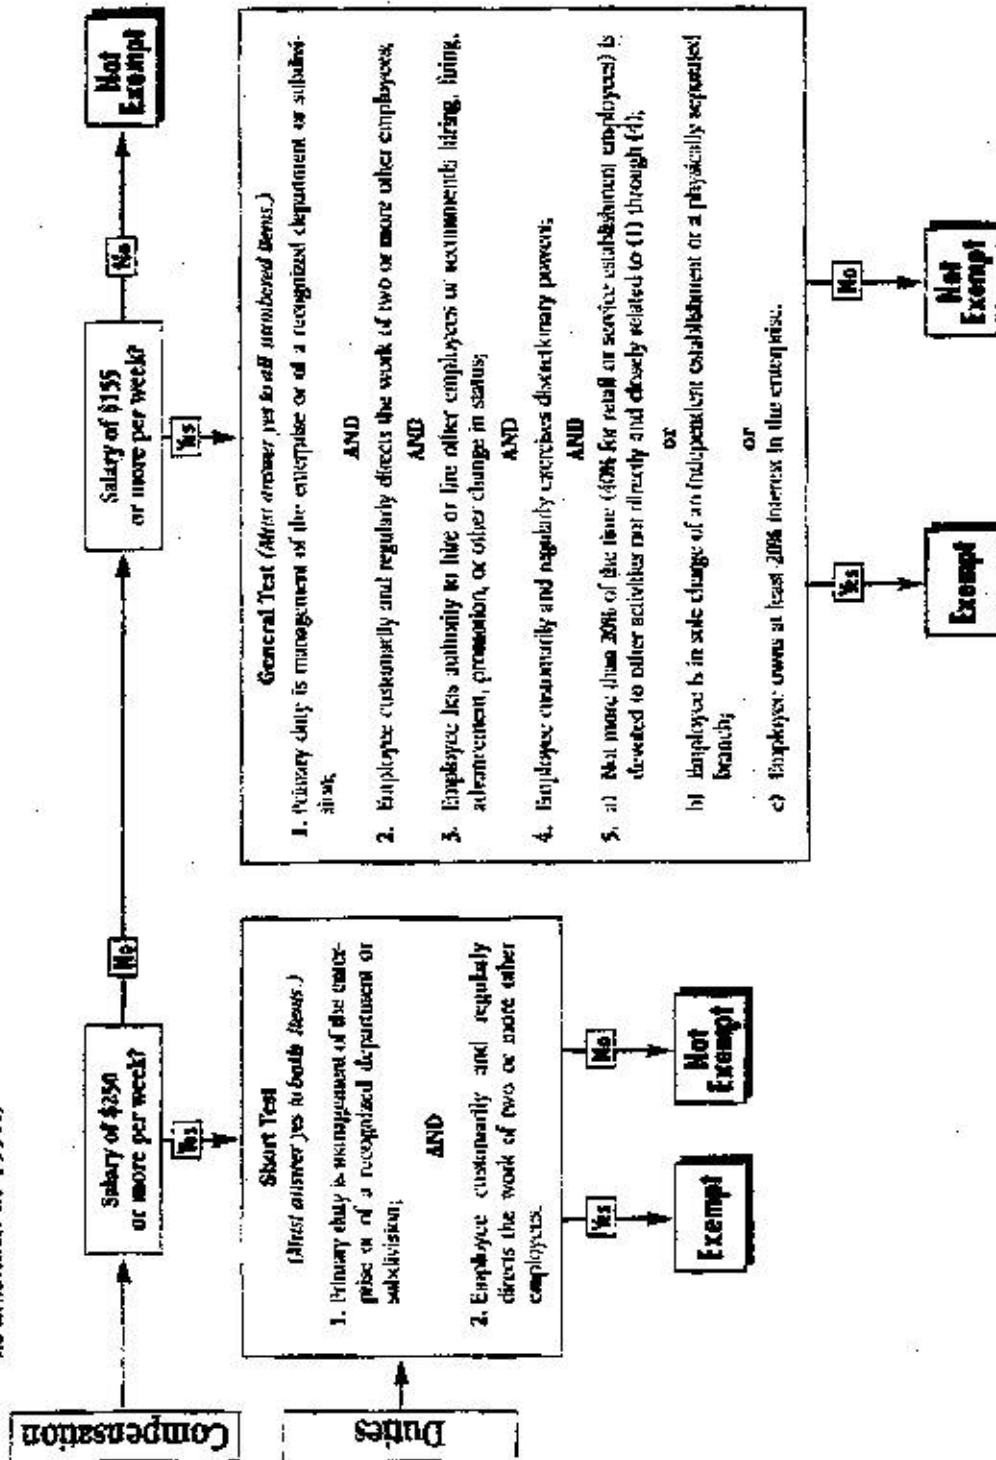 Compensation
Salary of $250
or more per week?
No
Yes
Salary of $155
or more per week?
No
Yes
Not
Exempt
Duties
Short Test
(Must answer yes to both items.)
1. Primary duty is management of the enter-
prise or of a recognized department or
subdivision;
AND
2. Employee customarily and regularly
directs the work of two or more other
employees.
Yes
No
Exempt
Not
Exempt
General Test (Must answer yes to all numbered items.)
1. Primary duty is management of the enterprise or of a recognized department or subdivi-
sion;
AND
2. Employee customarily and regularly directs the work of two or more other employees;
AND
3. Employee has authority to hire or fire other employees or recommends hiring, firing,
advancement, promotion, or other change in status;
AND
4. Employee customarily and regularly exercises discretionary powers;
AND
5. a) Not more than 20% of the time (40% for retail or service establishment employees) is
devoted to other activities not directly and closely related to (1) through (4);
or
b) Employee is in sole charge of an independent establishment or a physically separated
branch;
or
c) Employee owns at least 20% interest in the enterprise.
Yes
No
Exempt
Not
Exempt